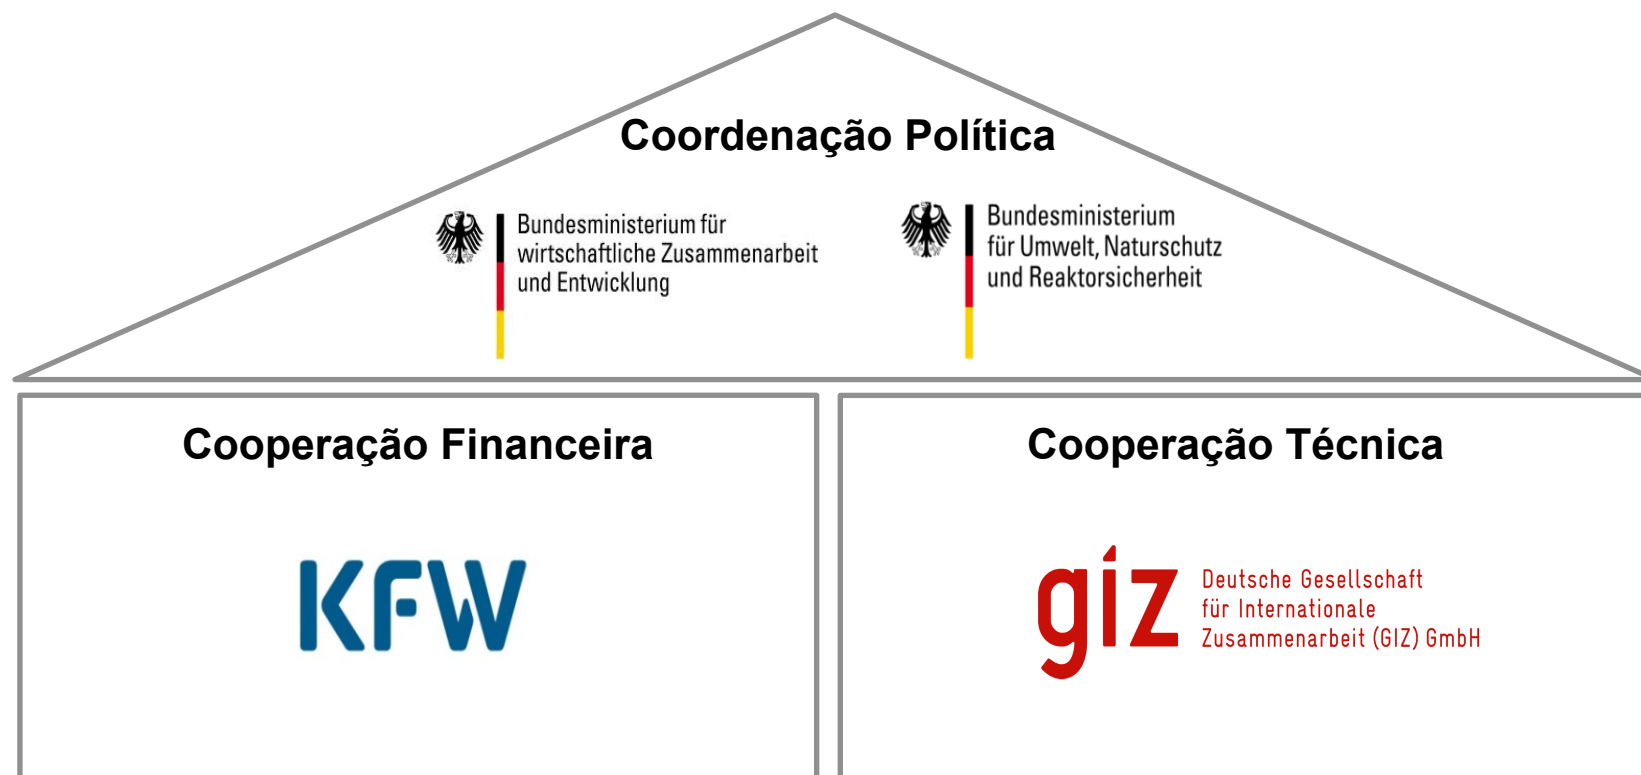 Coordenação Política
Bundesministerium für
wirtschaftliche Zusammenarbeit
und Entwicklung
Bundesministerium
für Umwelt, Naturschutz
und Reaktorsicherheit
Cooperação Financeira
KFW
Cooperação Técnica
giz
Deutsche Gesellschaft
für Internationale
Zusammenarbeit (GIZ) GmbH